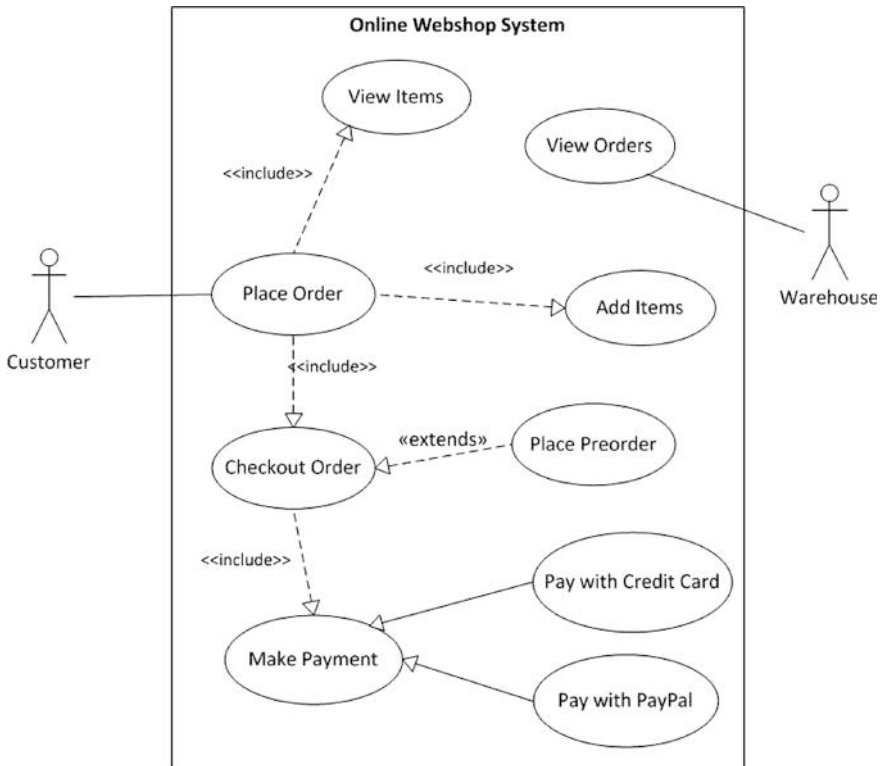 Online Webshop System
View Items
View Orders
<<include>>
Warehouse
<<include>>
Place Order
Add Items
Customer
<<include>>
«extends»
Place Preorder
Checkout Order
<<include>>
Pay with Credit Card
Make Payment
Pay with PayPal